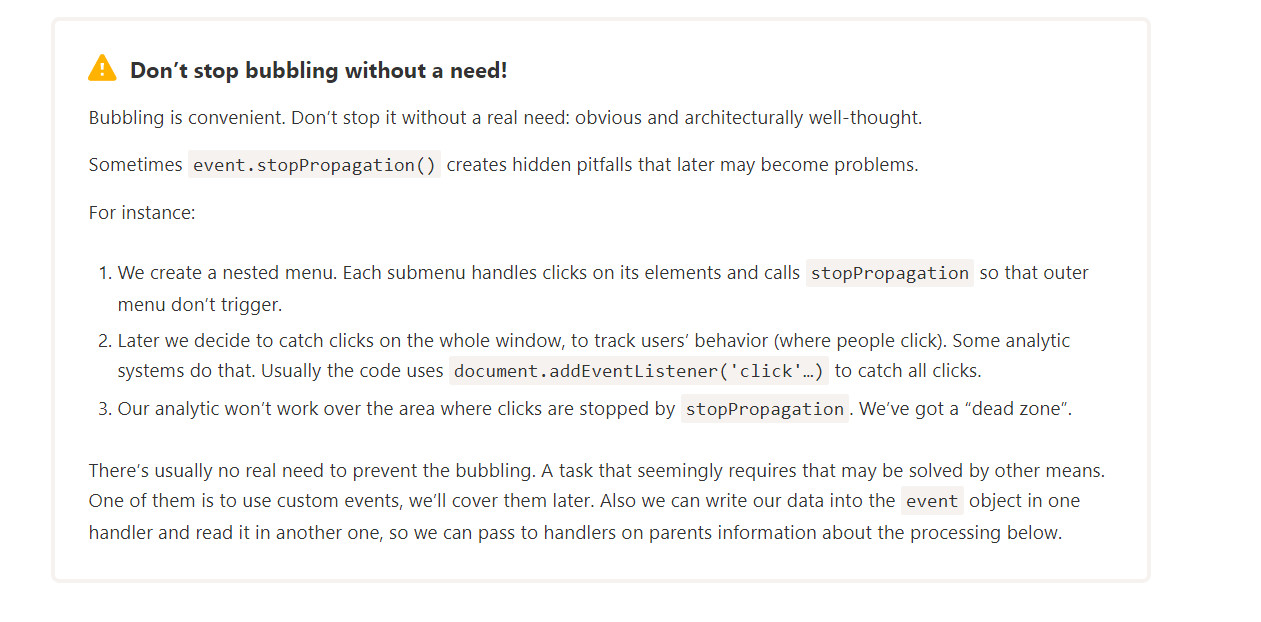 Don’t stop bubbling without a need!
Bubbling is convenient. Don’t stop it without a real need: obvious and architecturally well-thought.
Sometimes event.stopPropagation() creates hidden pitfalls that later may become problems.
For instance:
1. We create a nested menu. Each submenu handles clicks on its elements and calls stopPropagation so that outer
menu don’t trigger.
2. Later we decide to catch clicks on the whole window, to track users’ behavior (where people click). Some analytic
systems do that. Usually the code uses document.addEventListener('click'…) to catch all clicks.
3. Our analytic won’t work over the area where clicks are stopped by stopPropagation. We’ve got a “dead zone”.
There’s usually no real need to prevent the bubbling. A task that seemingly requires that may be solved by other means.
One of them is to use custom events, we’ll cover them later. Also we can write our data into the event object in one
handler and read it in another one, so we can pass to handlers on parents information about the processing below.